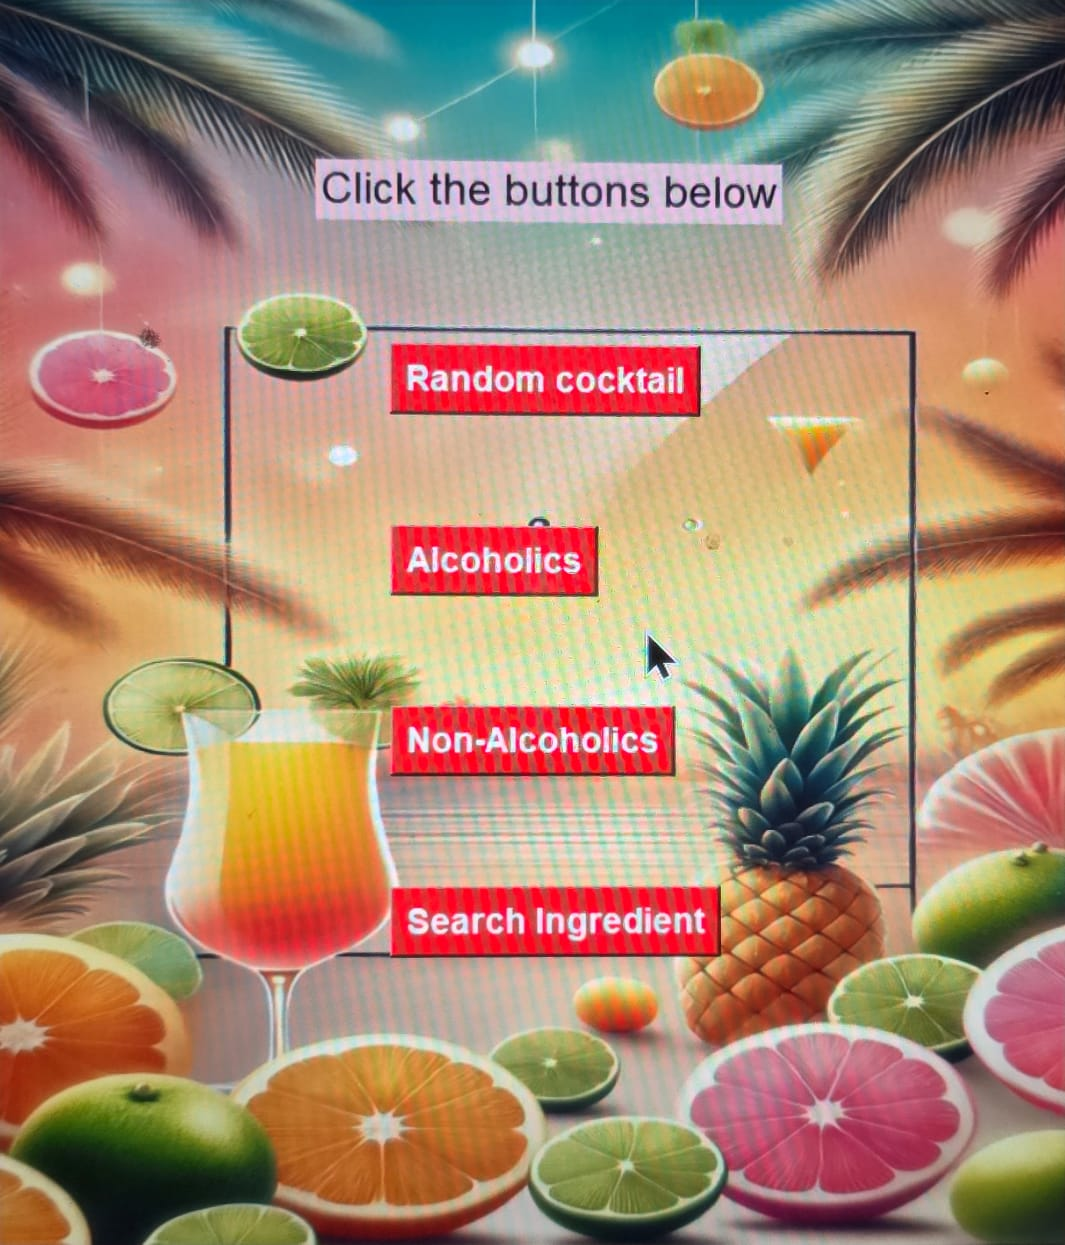 Click the buttons below
Random cocktail
Alcoholics
Non-Alcoholics
Search Ingredient